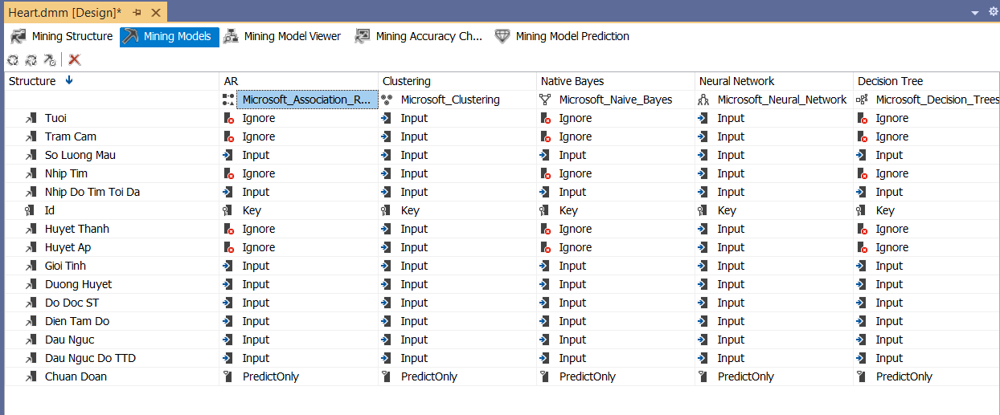 Heart.dmm [Design]*
Mining Structure Mining Models Mining Model Viewer Mining Accuracy Ch... Mining Model Prediction
Structure AR Clustering Native Bayes Neural Network Decision Tree
Microsoft_Association_R... Microsoft_Clustering Microsoft_Naive_Bayes Microsoft_Neural_Network Microsoft_Decision_Trees
Tuoi Ignore Input Ignore Input Ignore
Tram Cam Ignore Input Ignore Input Ignore
So Luong Mau Input Input Input Input Input
Nhip Tim Ignore Input Ignore Input Ignore
Nhip Do Tim Toi Da Input Input Input Input Input
Id Key Key Key Key Key
Huyet Thanh Ignore Input Ignore Input Ignore
Huyet Ap Ignore Input Ignore Input Ignore
Gioi Tinh Input Input Input Input Input
Duong Huyet Input Input Input Input Input
Do Doc ST Input Input Input Input Input
Dien Tam Do Input Input Input Input Input
Dau Nguc Input Input Input Input Input
Dau Nguc Do TTD Input Input Input Input Input
Chuan Doan PredictOnly PredictOnly PredictOnly PredictOnly PredictOnly